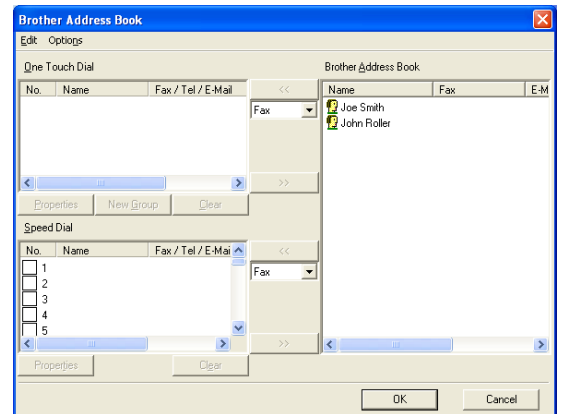 Brother Address Book
Edit Options
One Touch Dial
Brother Address Book
No. Name Fax / Tel / E-Mail
<<
Name Fax E-M
Fax
Joe Smith
John Roller
>>
Properties New Group Clear
Speed Dial
No. Name Fax / Tel / E-Mai
<<
1
Fax
2
3
4
5
>>
Properties Clear
OK Cancel